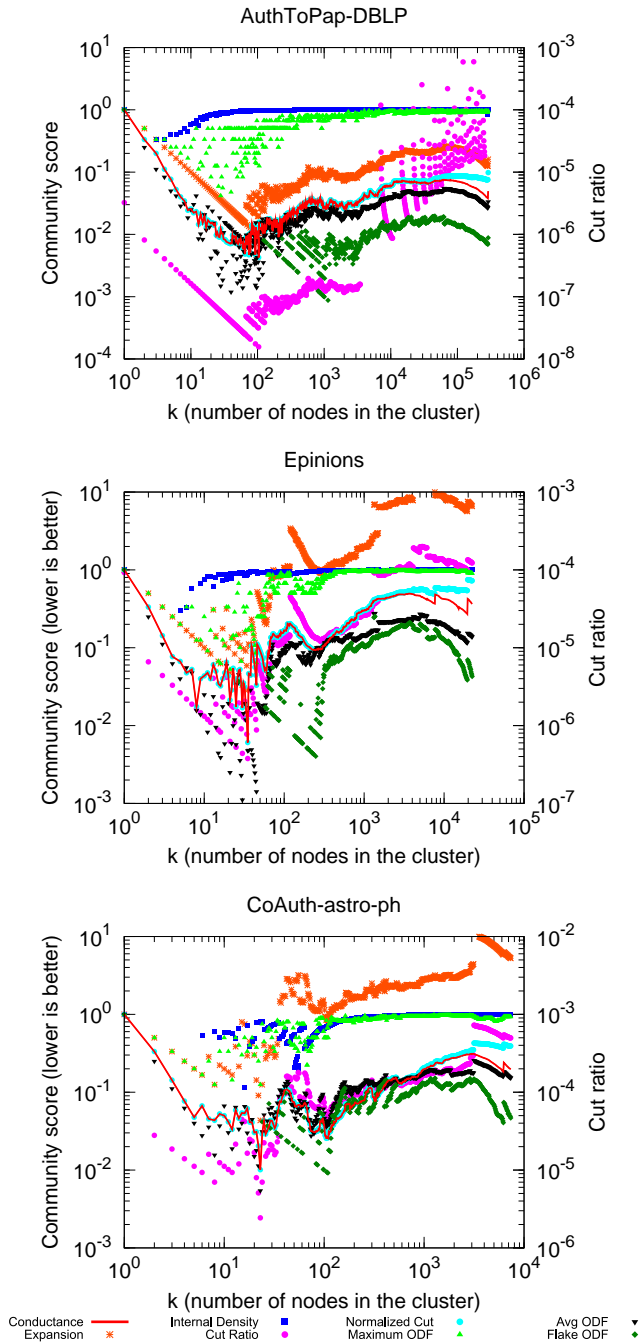 AuthToPap-DBLP
10^1 10^-3
10^0 10^-4
10^-1 10^-5
10^-2 10^-6
10^-3 10^-7
10^-4 10^-8
Community score
Cut ratio
10^0 10^1 10^2 10^3 10^4 10^5 10^6
k (number of nodes in the cluster)
Epinions
10^1 10^-3
10^0 10^-4
10^-1 10^-5
10^-2 10^-6
10^-3 10^-7
Community score (lower is better)
Cut ratio
10^0 10^1 10^2 10^3 10^4 10^5
k (number of nodes in the cluster)
CoAuth-astro-ph
10^1 10^-2
10^0 10^-3
10^-1 10^-4
10^-2 10^-5
10^-3 10^-6
Community score (lower is better)
Cut ratio
10^0 10^1 10^2 10^3 10^4
k (number of nodes in the cluster)
Conductance Internal Density Normalized Cut Avg ODF
Expansion Cut Ratio Maximum ODF Flake ODF